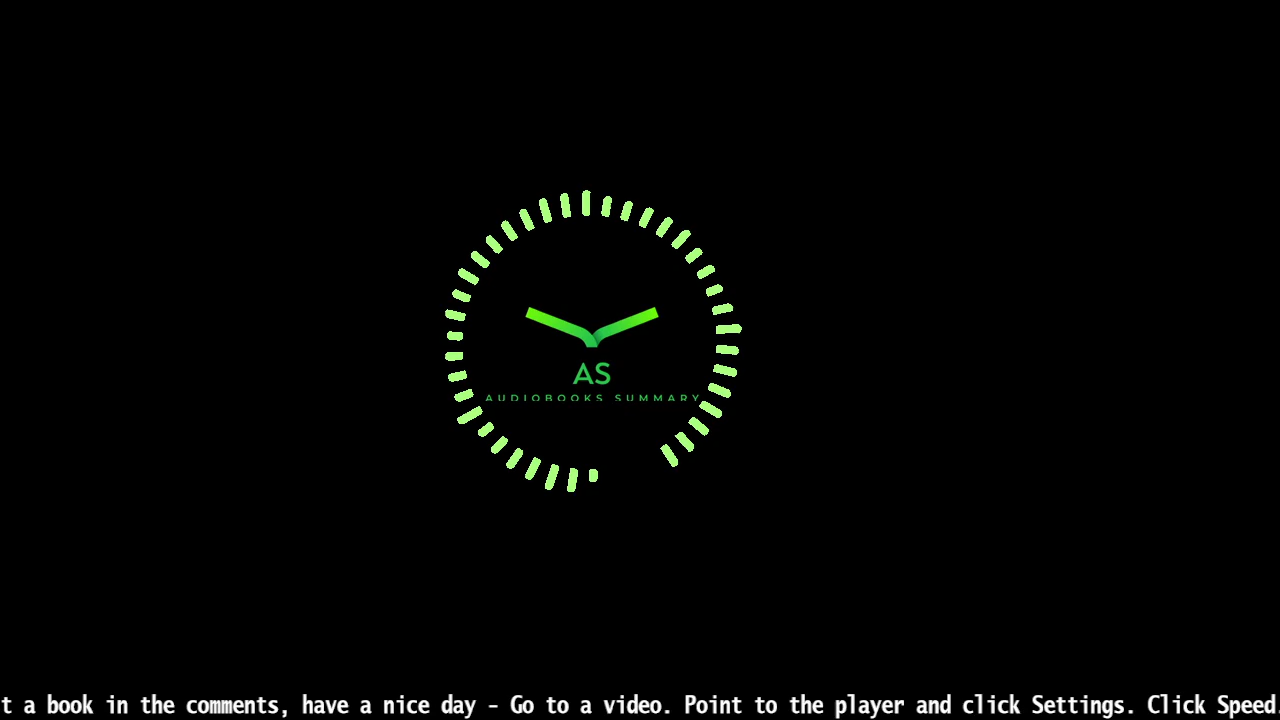 AS
AUDIOBOOKS SUMMARY
t a book in the comments, have a nice day - Go to a video. Point to the player and click Settings. Click Speed.